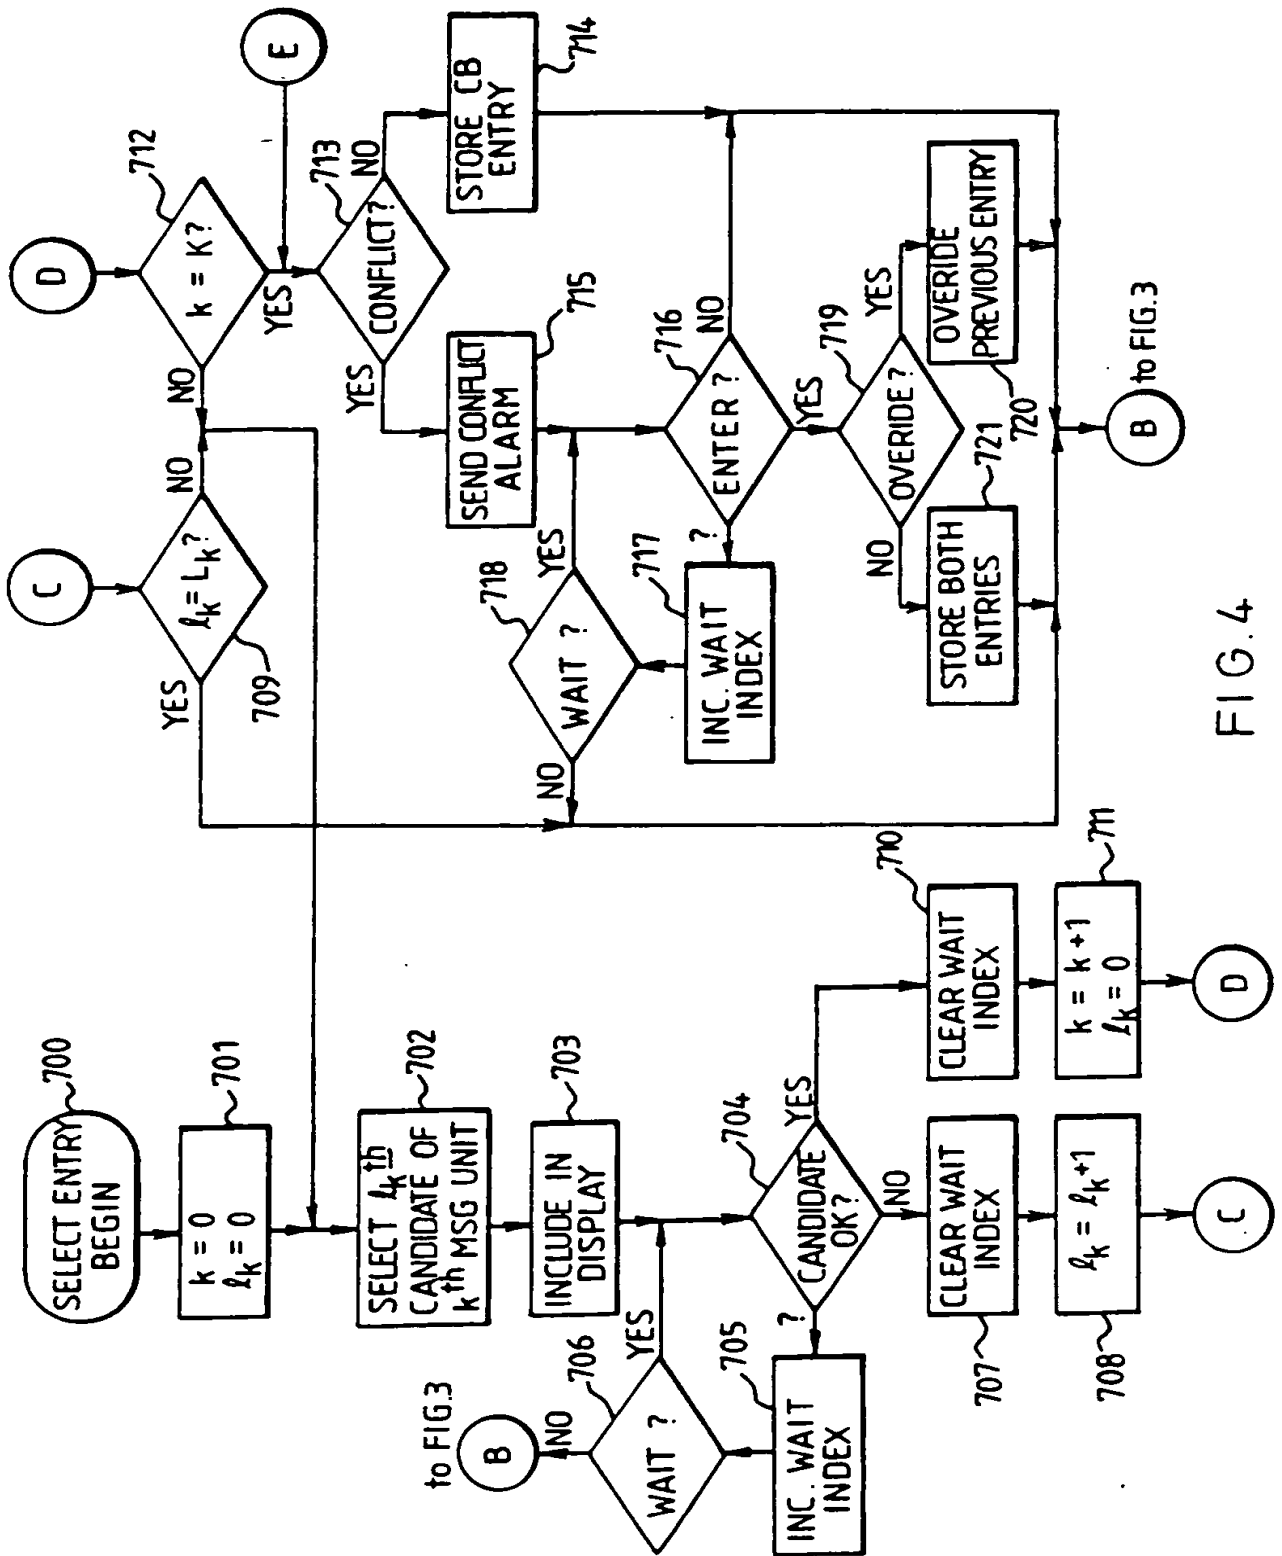 700
SELECT ENTRY
BEGIN
701
k = 0
ℓk = 0
702
SELECT ℓk th
CANDIDATE OF
k th MSG UNIT
703
INCLUDE IN
DISPLAY
704
CANDIDATE
OK?
YES
NO
?
705
INC. WAIT
INDEX
706
WAIT ?
YES
NO
B
to FIG.3
707
CLEAR WAIT
INDEX
708
ℓk = ℓk+1
C
710
CLEAR WAIT
INDEX
711
k = k+1
ℓk = 0
D
C
ℓk = Lk?
709
YES
NO
D
712
k = K?
NO
YES
E
713
CONFLICT?
YES
NO
STORE CB
ENTRY
714
SEND CONFLICT
ALARM
715
716
ENTER ?
NO
YES
?
717
INC. WAIT
INDEX
718
WAIT ?
YES
NO
719
OVERIDE?
YES
NO
OVERIDE
PREVIOUS ENTRY
720
721
STORE BOTH
ENTRIES
B
to FIG.3
FIG.4